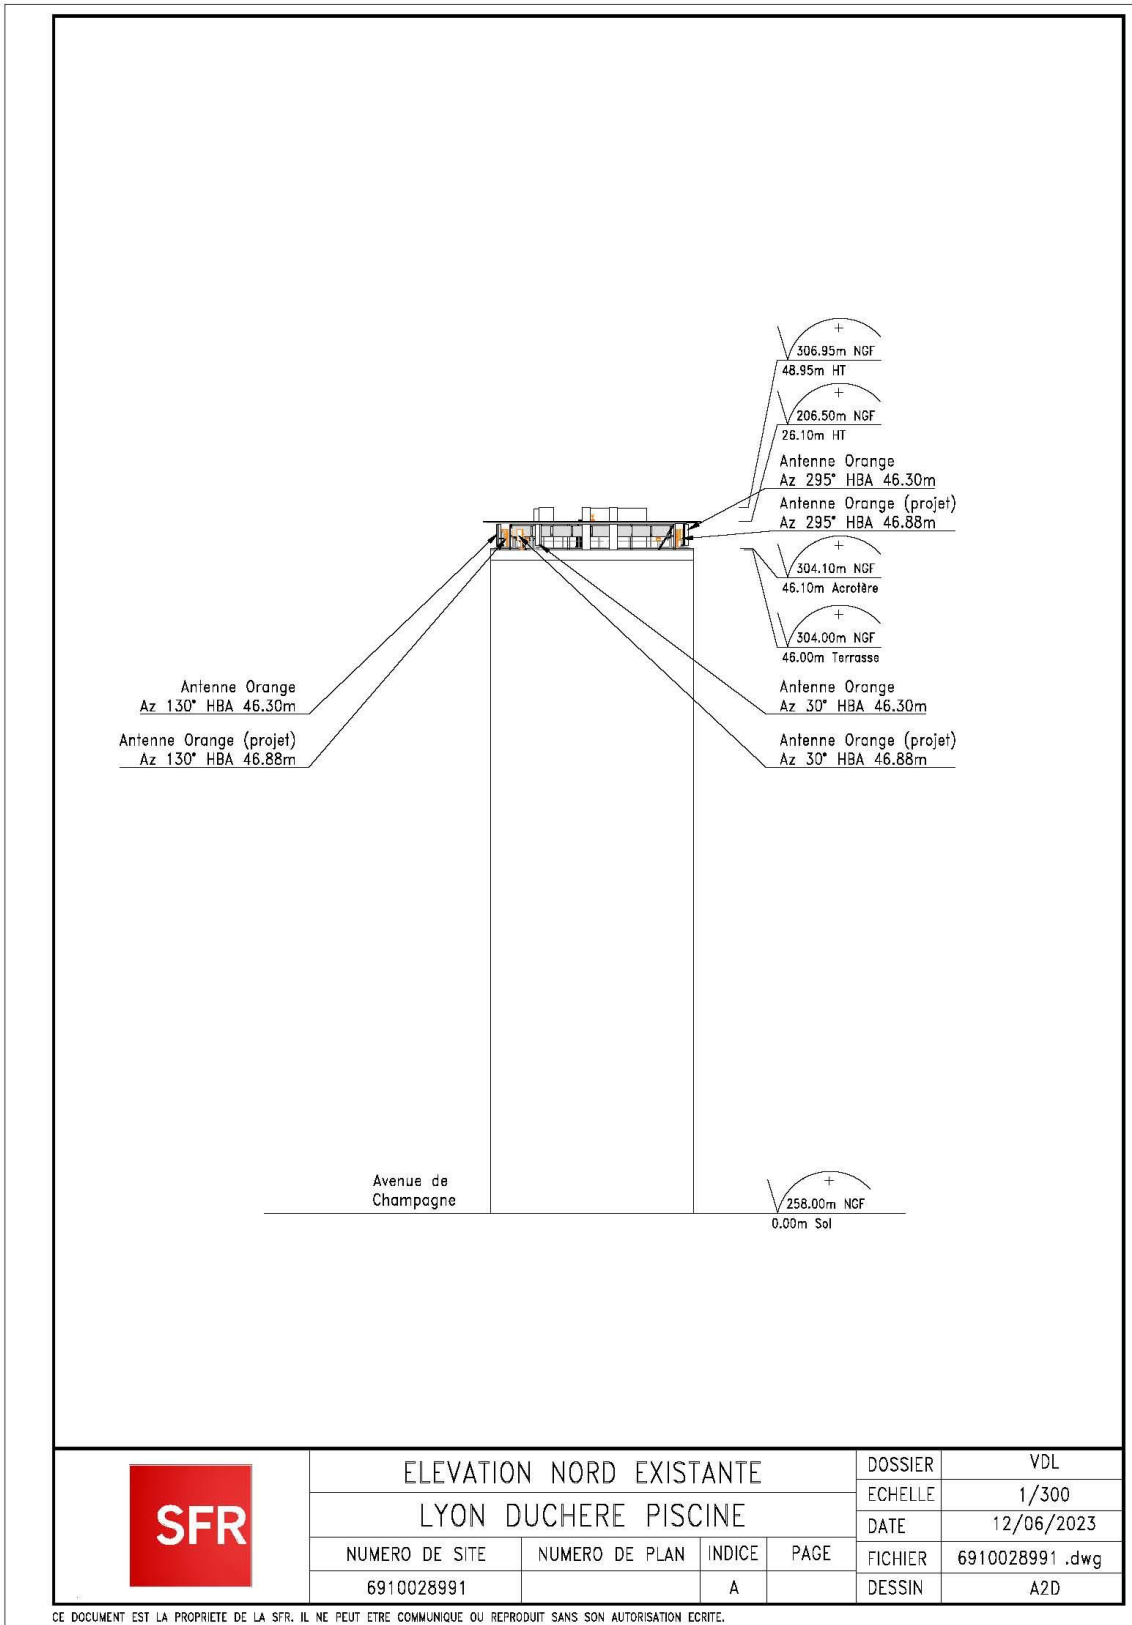 306.95m NGF
48.95m HT
206.50m NGF
26.10m HT
Antenne Orange
Az 295° HBA 46.30m
Antenne Orange (projet)
Az 295° HBA 46.88m
304.10m NGF
46.10m Acrotère
304.00m NGF
46.00m Terrasse
Antenne Orange
Az 130° HBA 46.30m
Antenne Orange (projet)
Az 130° HBA 46.88m
Antenne Orange
Az 30° HBA 46.30m
Antenne Orange (projet)
Az 30° HBA 46.88m
Avenue de
Champagne
258.00m NGF
0.00m Sol
SFR
ELEVATION NORD EXISTANTE
LYON DUCHERE PISCINE
NUMERO DE SITE NUMERO DE PLAN INDICE PAGE
6910028991 A
DOSSIER VDL
ECHELLE 1/300
DATE 12/06/2023
FICHIER 6910028991.dwg
DESSIN A2D
CE DOCUMENT EST LA PROPRIETE DE LA SFR. IL NE PEUT ETRE COMMUNIQUE OU REPRODUIT SANS SON AUTORISATION ECRITE.